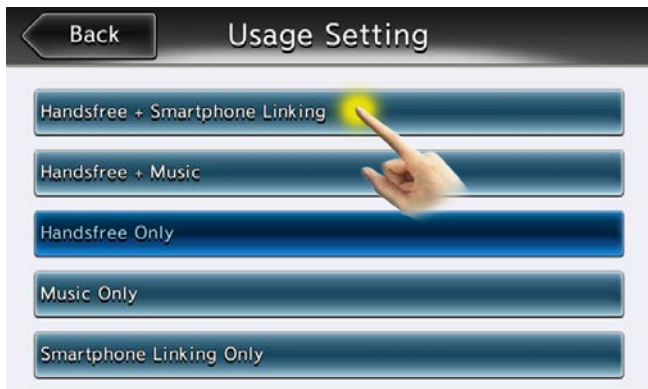 Back
Usage Setting
Handsfree + Smartphone Linking
Handsfree + Music
Handsfree Only
Music Only
Smartphone Linking Only